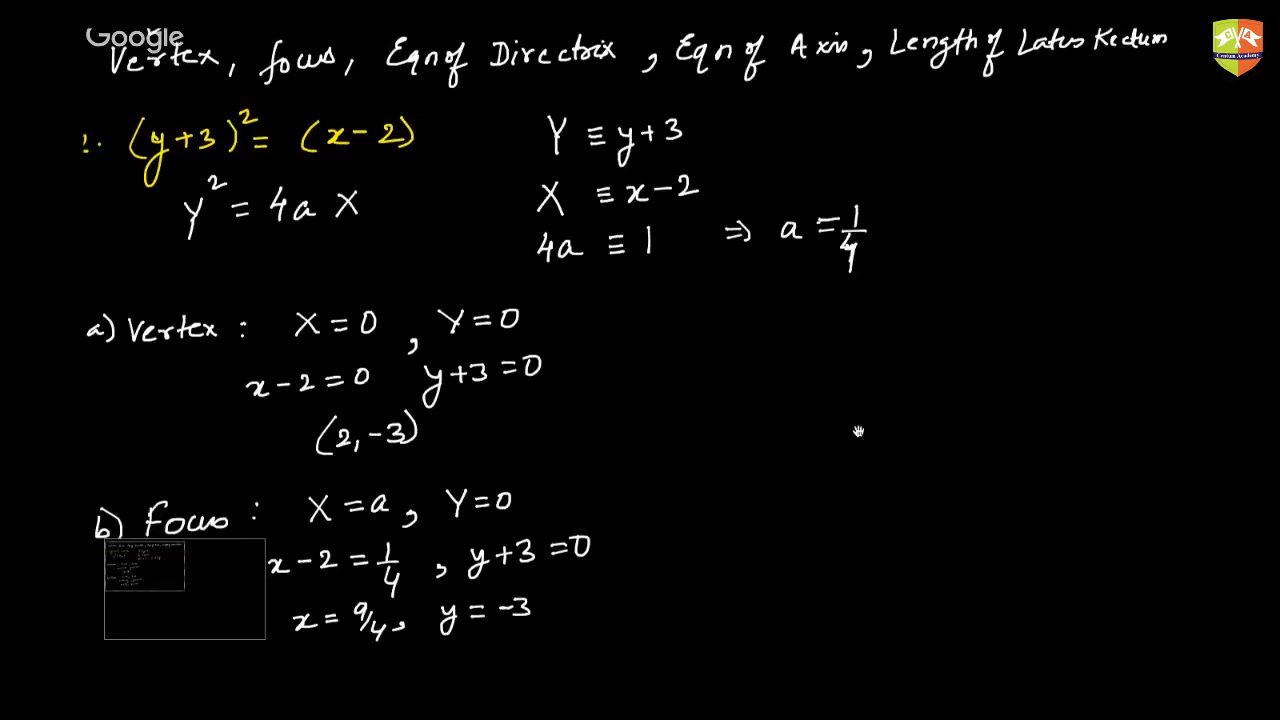 Google
Vertex, focus, Eqn of Directrix, Eqn of Axis, Length of Latus Rectum
Centum Academy
1. (y+3)² = (x-2)
Y ≡ y+3
Y² = 4a X
X ≡ x-2
4a ≡ 1 ⇒ a = 1/4
a) Vertex : X = 0 , Y = 0
x-2 = 0 y+3 = 0
(2, -3)
b) Focus : X = a , Y = 0
x-2 = 1/4 , y+3 = 0
x = 9/4 , y = -3